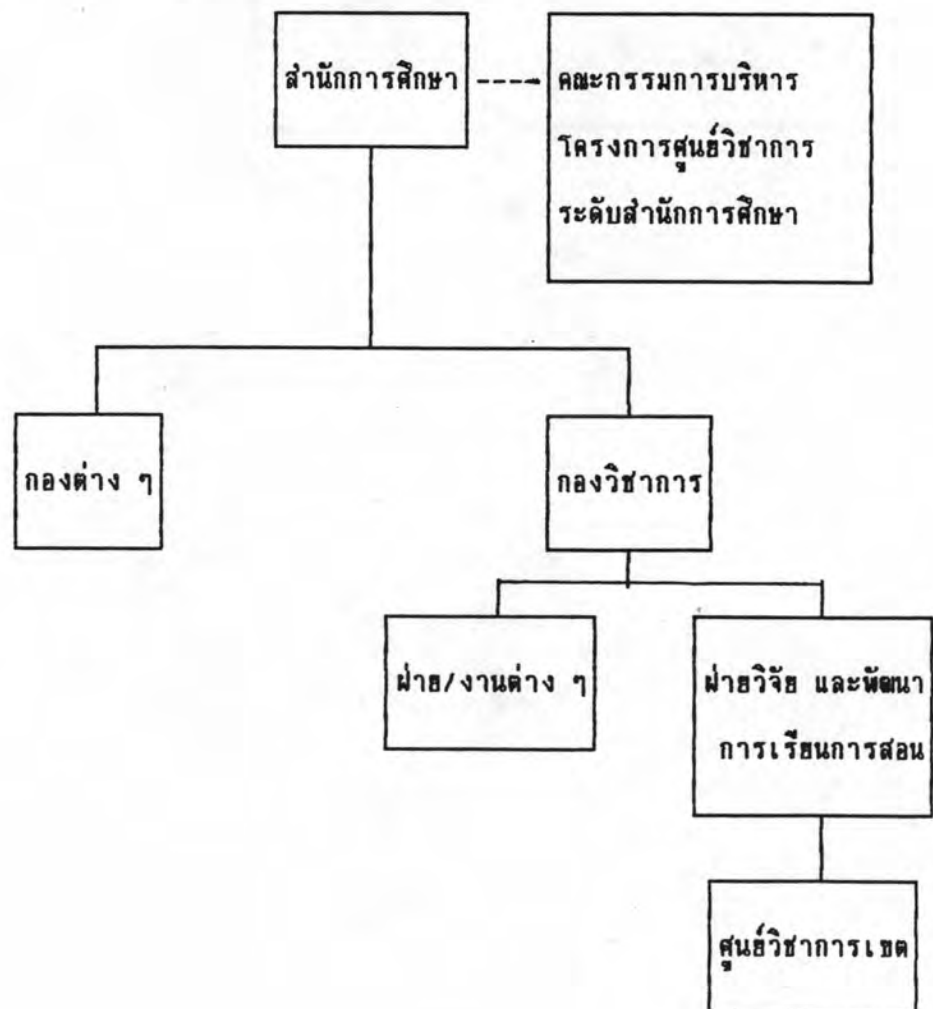 สำนักการศึกษา
คณะกรรมการบริหาร
โครงการศูนย์วิชาการ
ระดับสำนักการศึกษา
กองต่าง ๆ
กองวิชาการ
ฝ่าย/งานต่าง ๆ
ฝ่ายวิจัย และพัฒนา
การเรียนการสอน
ศูนย์วิชาการเขต